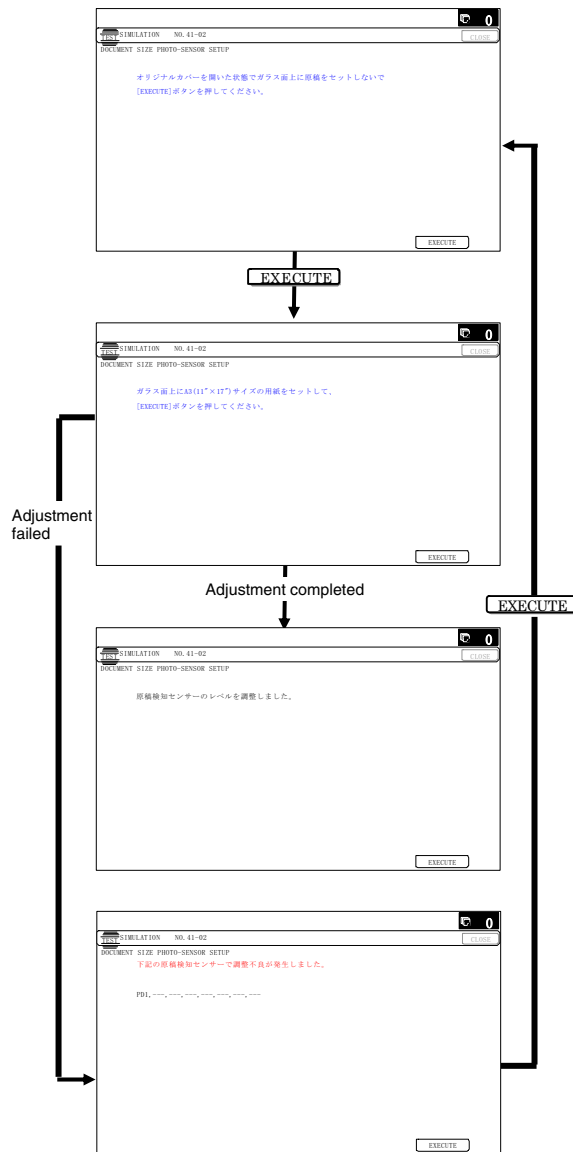 0
TEST SIMULATION NO. 41-02 CLOSE
DOCUMENT SIZE PHOTO-SENSOR SETUP
オリジナルカバーを開いた状態でガラス面上に原稿をセットしないで
[EXECUTE]ボタンを押してください。
EXECUTE
EXECUTE
0
TEST SIMULATION NO. 41-02 CLOSE
DOCUMENT SIZE PHOTO-SENSOR SETUP
ガラス面上にA3(11"×17")サイズの用紙をセットして、
[EXECUTE]ボタンを押してください。
EXECUTE
Adjustment
failed
Adjustment completed
EXECUTE
0
TEST SIMULATION NO. 41-02 CLOSE
DOCUMENT SIZE PHOTO-SENSOR SETUP
原稿検知センサーのレベルを調整しました。
EXECUTE
0
TEST SIMULATION NO. 41-02 CLOSE
DOCUMENT SIZE PHOTO-SENSOR SETUP
下記の原稿検知センサーで調整不良が発生しました。
PD1,---,---,---,---,---,---,---
EXECUTE